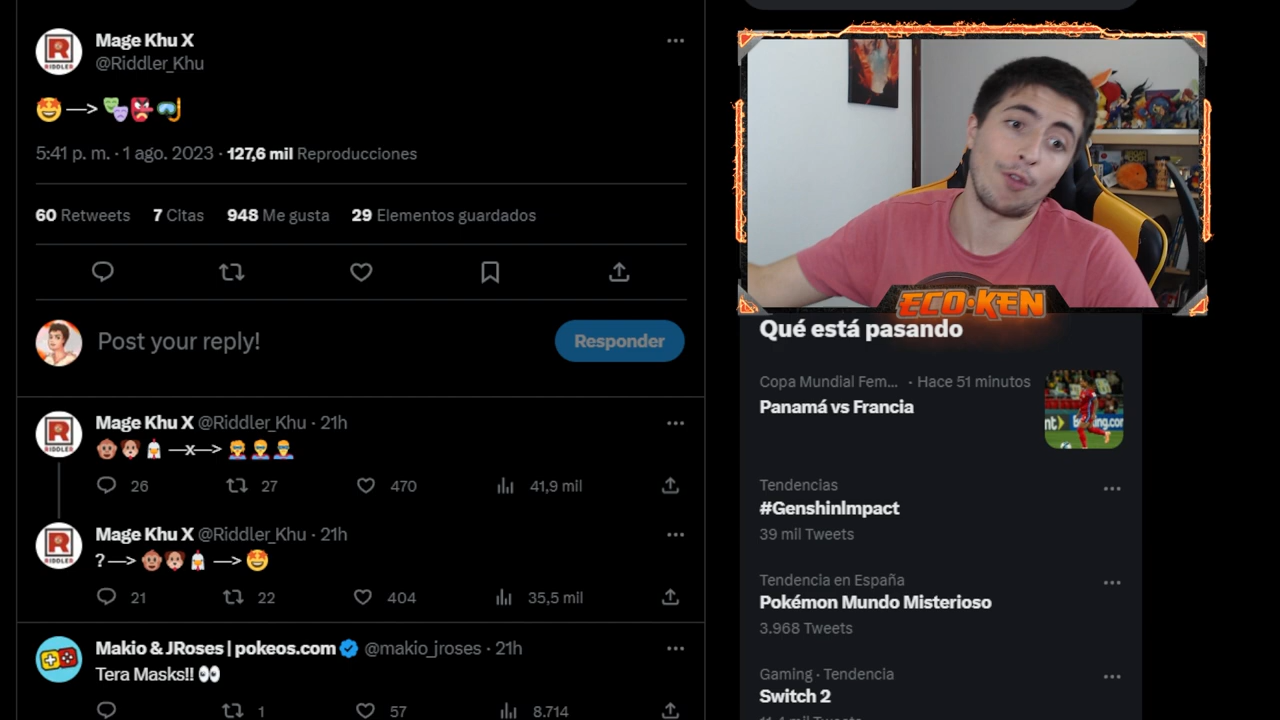 Mage Khu X
@Riddler_Khu
RIDDLER
🤩 —> 🎭👺🤿
5:41 p. m. · 1 ago. 2023 · 127,6 mil Reproducciones
60 Retweets 7 Citas 948 Me gusta 29 Elementos guardados
Post your reply!
Responder
Mage Khu X @Riddler_Khu · 21h
RIDDLER
🐵🐶🐔 —x—>
26 27 470 41,9 mil
Mage Khu X @Riddler_Khu · 21h
RIDDLER
? —> 🐵🐶🐔 —> 🤩
21 22 404 35,5 mil
Makio & JRoses | pokeos.com @makio_jroses · 21h
Tera Masks!! 👀
1 57 8.714
ECO·KEN
Qué está pasando
Copa Mundial Fem... · Hace 51 minutos
Panamá vs Francia
Tendencias
#GenshinImpact
39 mil Tweets
Tendencia en España
Pokémon Mundo Misterioso
3.968 Tweets
Gaming · Tendencia
Switch 2